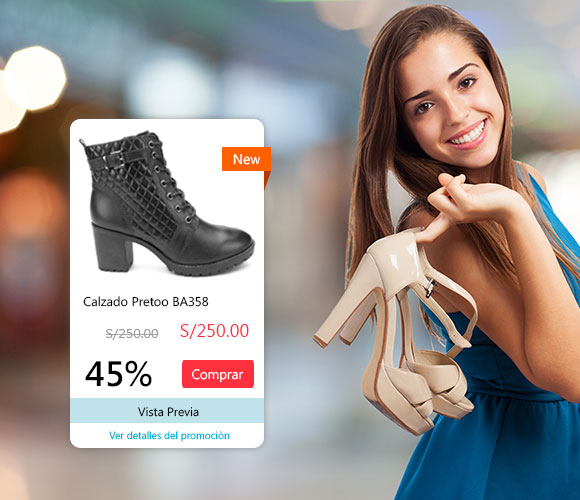 New
Calzado Pretoo BA358
S/250.00 S/250.00
45% Comprar
Vista Previa
Ver detalles del promoción